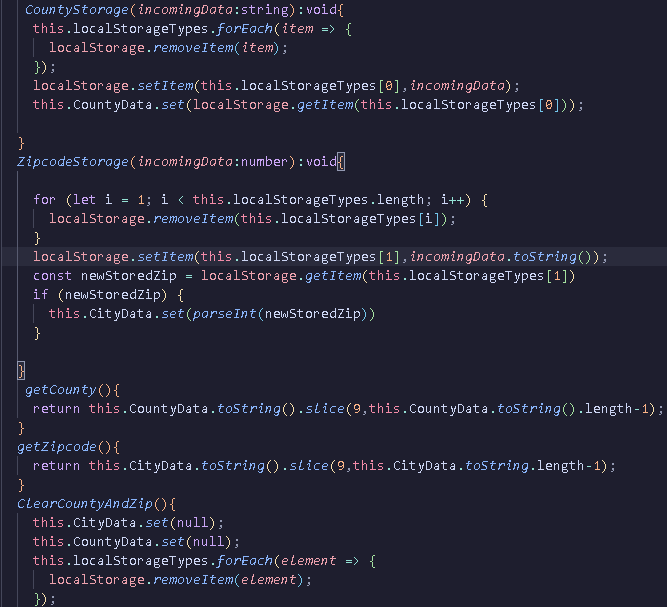 CountyStorage(incomingData:string):void{
this.localStorageTypes.forEach(item => {
localStorage.removeItem(item);
});
localStorage.setItem(this.localStorageTypes[0],incomingData);
this.CountyData.set(localStorage.getItem(this.localStorageTypes[0]));
}
ZipcodeStorage(incomingData:number):void{
for (let i = 1; i < this.localStorageTypes.length; i++) {
localStorage.removeItem(this.localStorageTypes[i]);
}
localStorage.setItem(this.localStorageTypes[1],incomingData.toString());
const newStoredZip = localStorage.getItem(this.localStorageTypes[1])
if (newStoredZip) {
this.CityData.set(parseInt(newStoredZip))
}
}
getCounty(){
return this.CountyData.toString().slice(9,this.CountyData.toString().length-1);
}
getZipcode(){
return this.CityData.toString().slice(9,this.CityData.toString.length-1);
}
ClearCountyAndZip(){
this.CityData.set(null);
this.CountyData.set(null);
this.localStorageTypes.forEach(element => {
localStorage.removeItem(element);
});